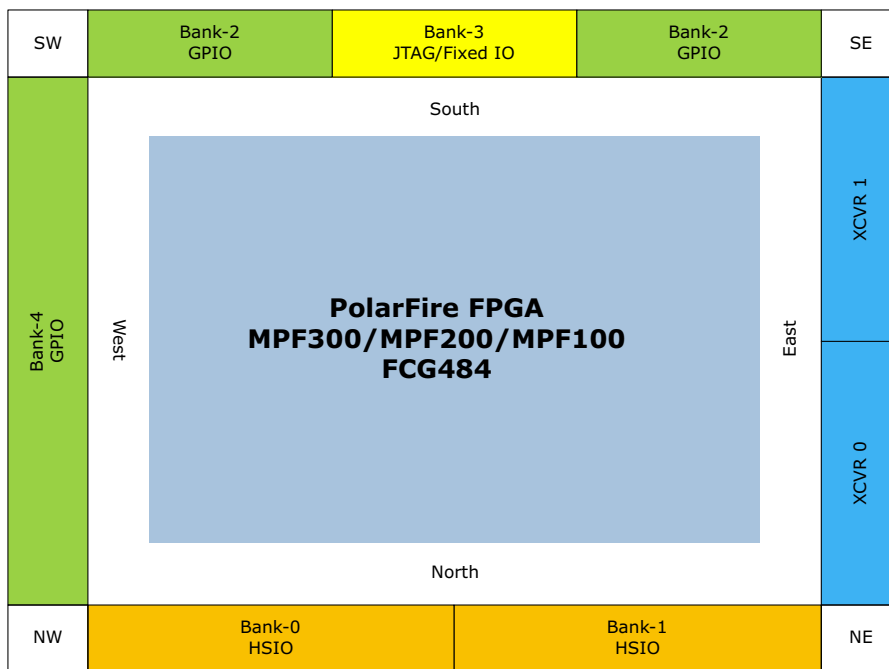 SW
Bank-2
GPIO
Bank-3
JTAG/Fixed IO
Bank-2
GPIO
SE
South
Bank-4
GPIO
West
PolarFire FPGA
MPF300/MPF200/MPF100
FCG484
East
XCVR 1
XCVR 0
North
NW
Bank-0
HSIO
Bank-1
HSIO
NE